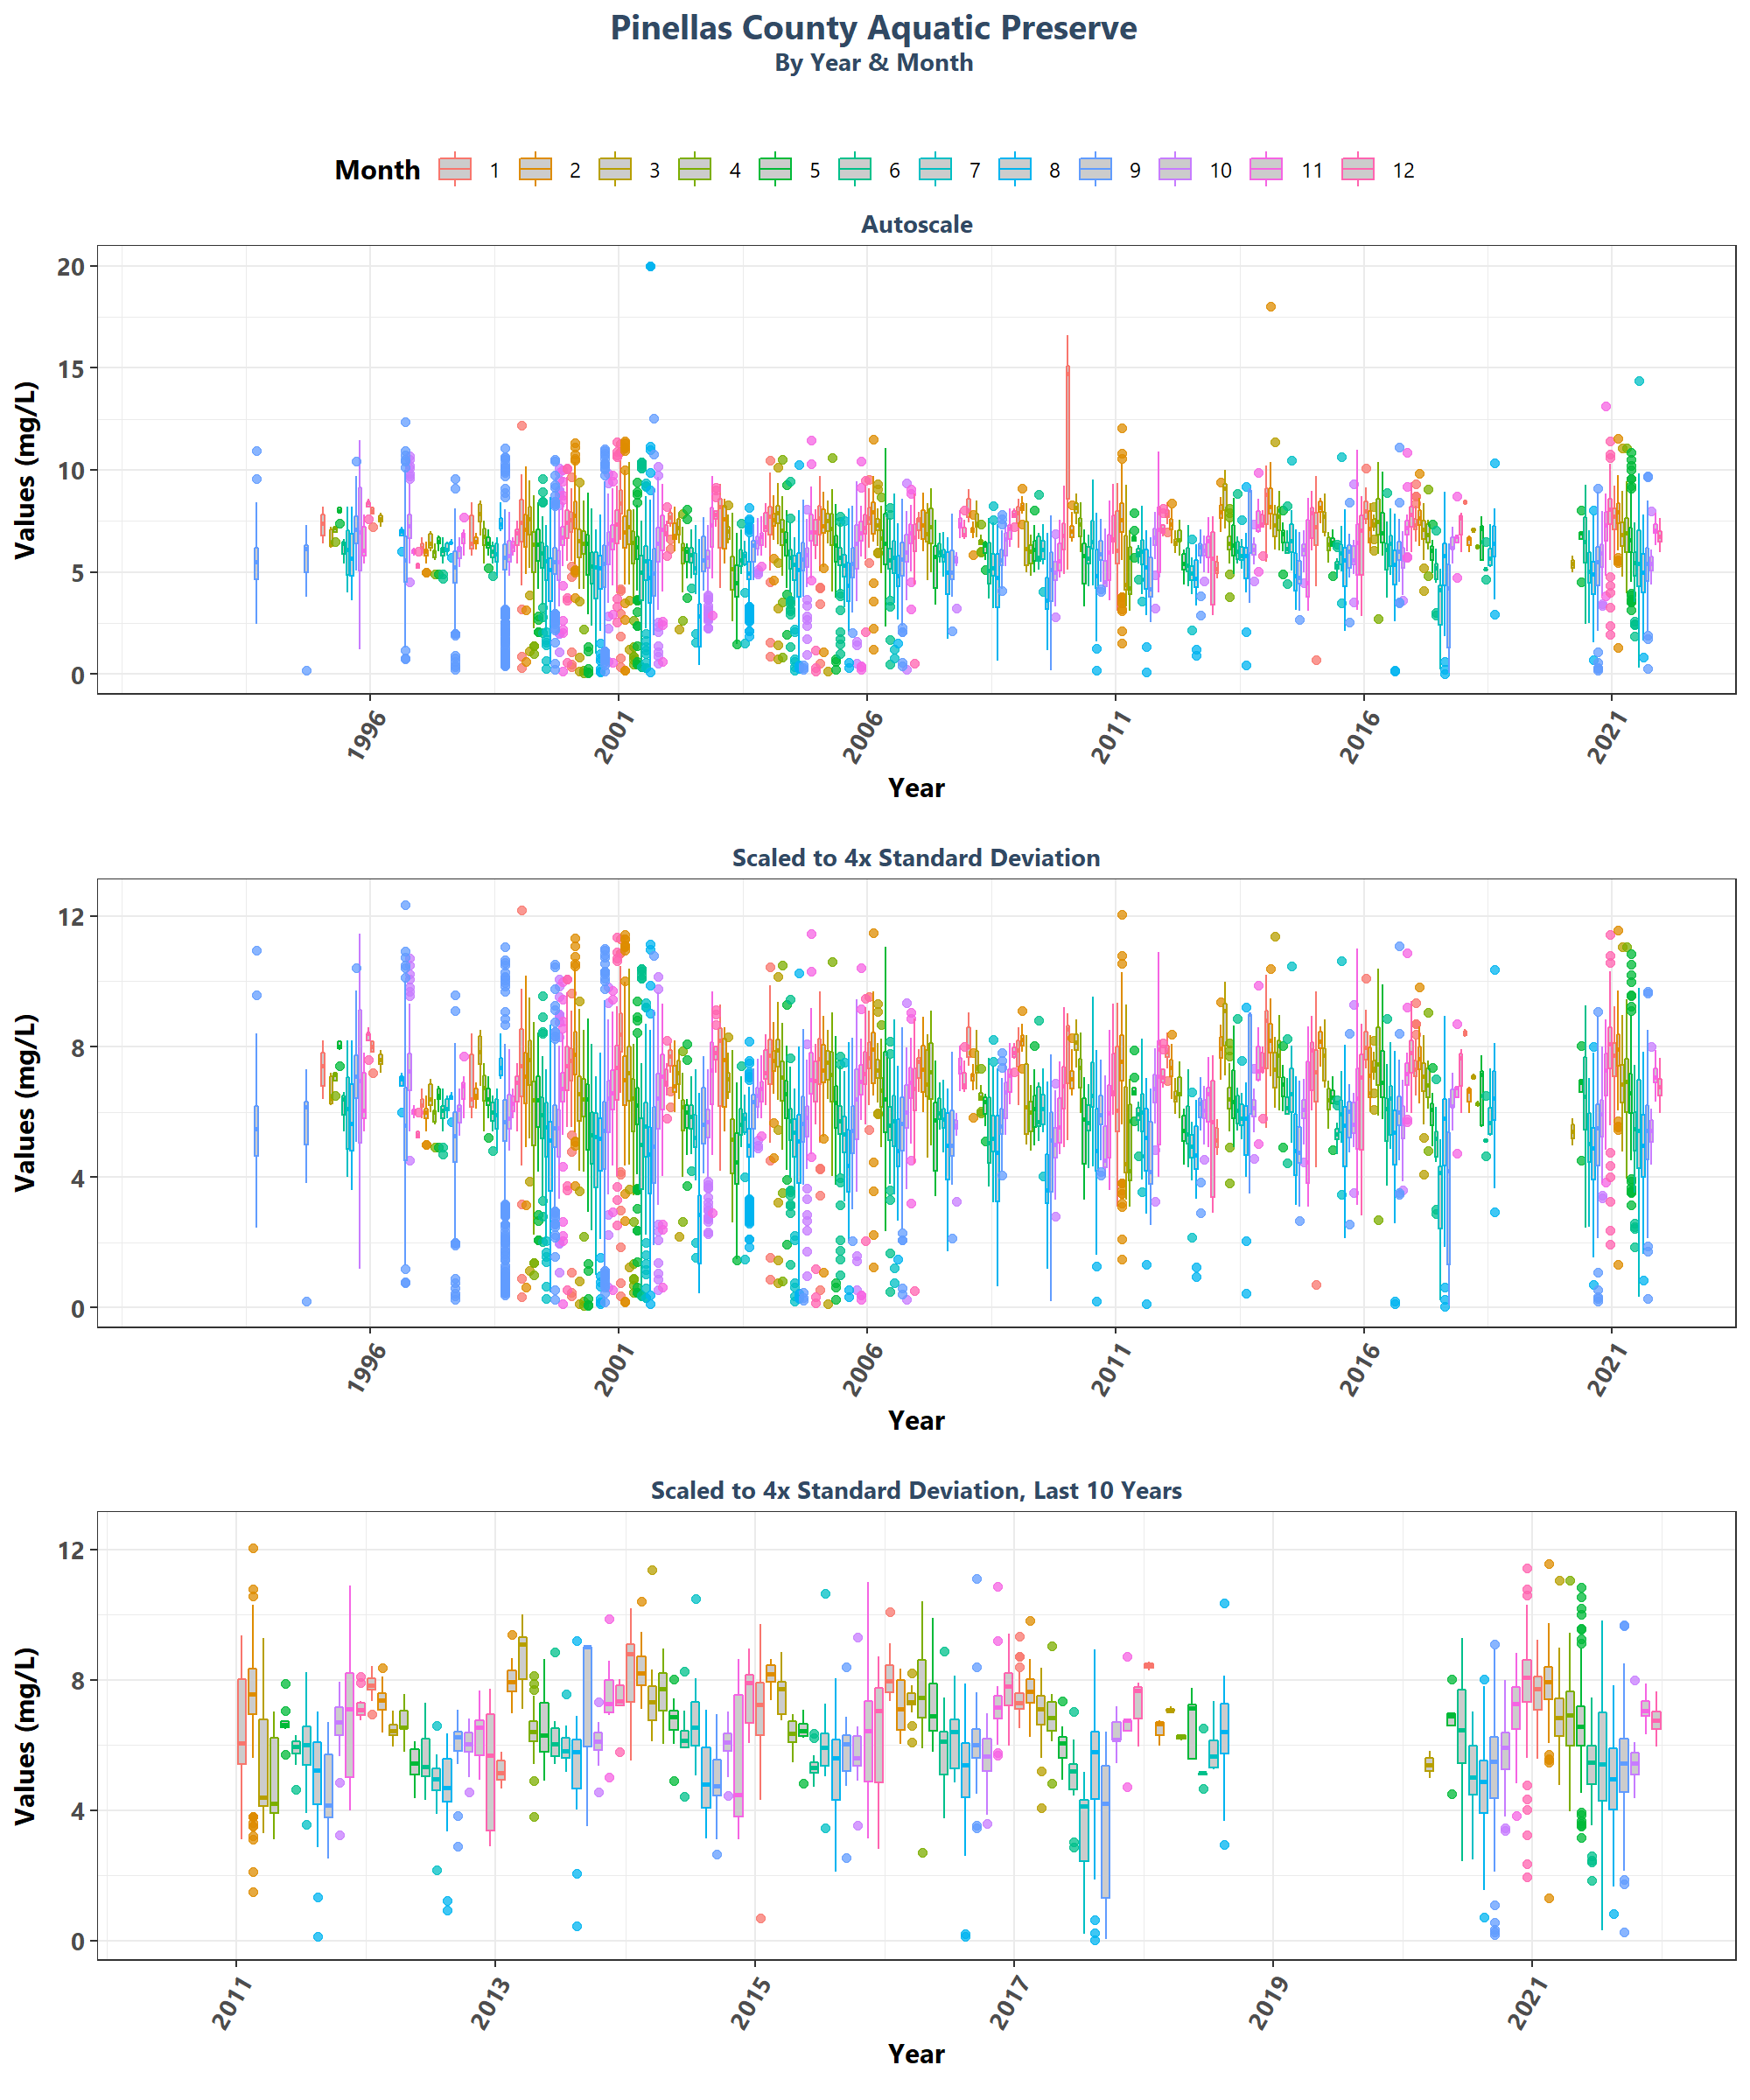 Pinellas County Aquatic Preserve
By Year & Month
Month 1 2 3 4 5 6 7 8 9 10 11 12
Autoscale
Values (mg/L)
20
15
10
5
0
1996 2001 2006 2011 2016 2021
Year
Scaled to 4x Standard Deviation
Values (mg/L)
12
8
4
0
1996 2001 2006 2011 2016 2021
Year
Scaled to 4x Standard Deviation, Last 10 Years
Values (mg/L)
12
8
4
0
2011 2013 2015 2017 2019 2021
Year